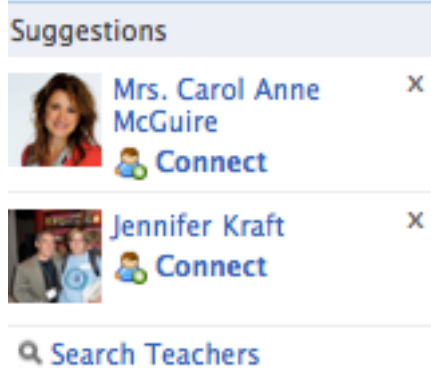 Suggestions
Mrs. Carol Anne
McGuire
x
Connect
Jennifer Kraft
x
Connect
Search Teachers